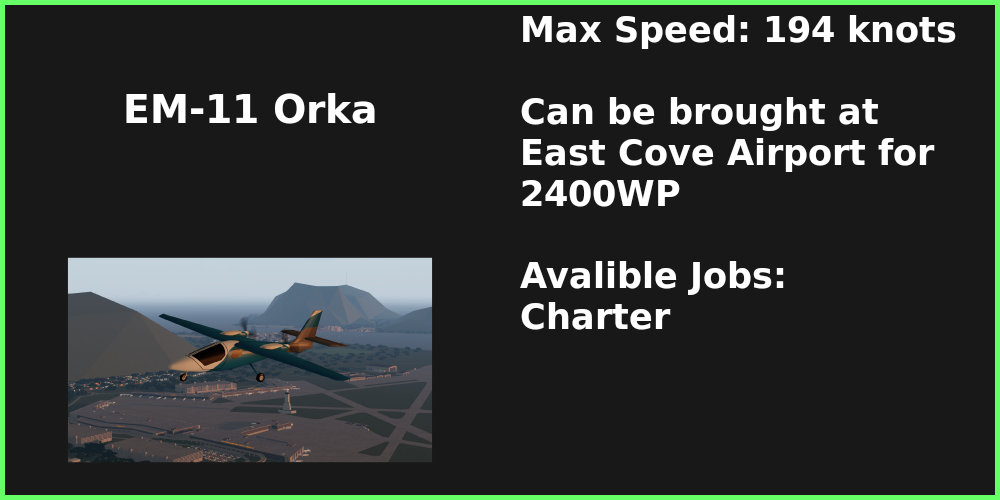 EM-11 Orka
Max Speed: 194 knots
Can be brought at
East Cove Airport for
2400WP
Avalible Jobs:
Charter